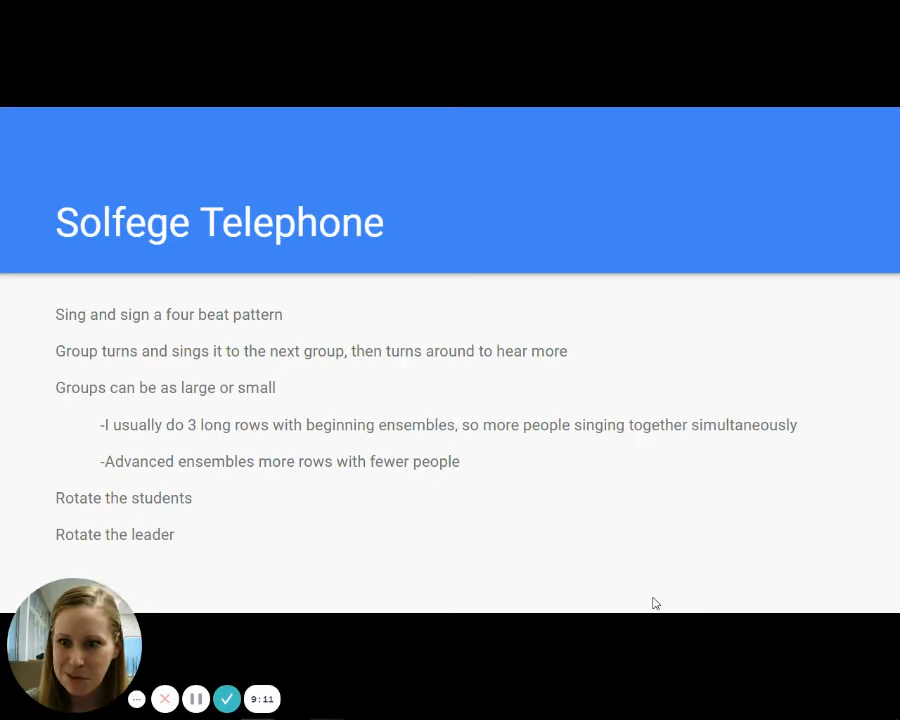 Solfege Telephone
Sing and sign a four beat pattern
Group turns and sings it to the next group, then turns around to hear more
Groups can be as large or small
-I usually do 3 long rows with beginning ensembles, so more people singing together simultaneously
-Advanced ensembles more rows with fewer people
Rotate the students
Rotate the leader
9:11